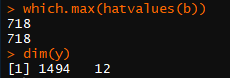 > which.max(hatvalues(b))
718
718
> dim(y)
[1] 1494   12